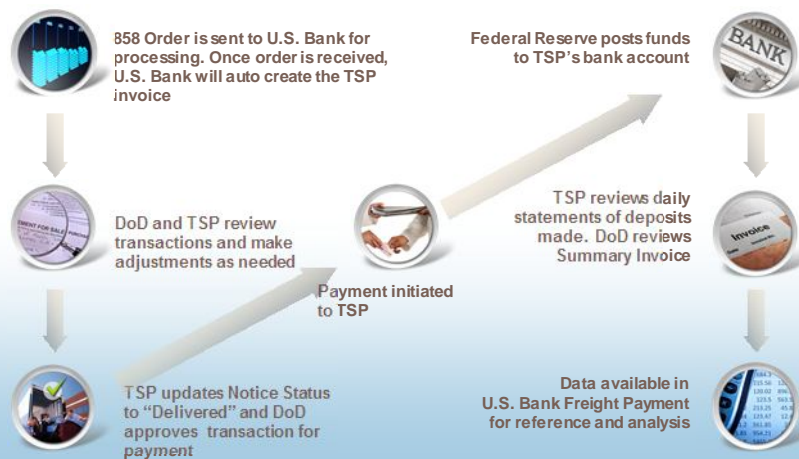 858 Order is sent to U.S. Bank for
processing. Once order is received,
U.S. Bank will auto create the TSP
invoice
DoD and TSP review
transactions and make
adjustments as needed
TSP updates Notice Status
to “Delivered” and DoD
approves transaction for
payment
Payment initiated
to TSP
Federal Reserve posts funds
to TSP’s bank account
BANK
TSP reviews daily
statements of deposits
made. DoD reviews
Summary Invoice
Invoice
Data available in
U.S. Bank Freight Payment
for reference and analysis